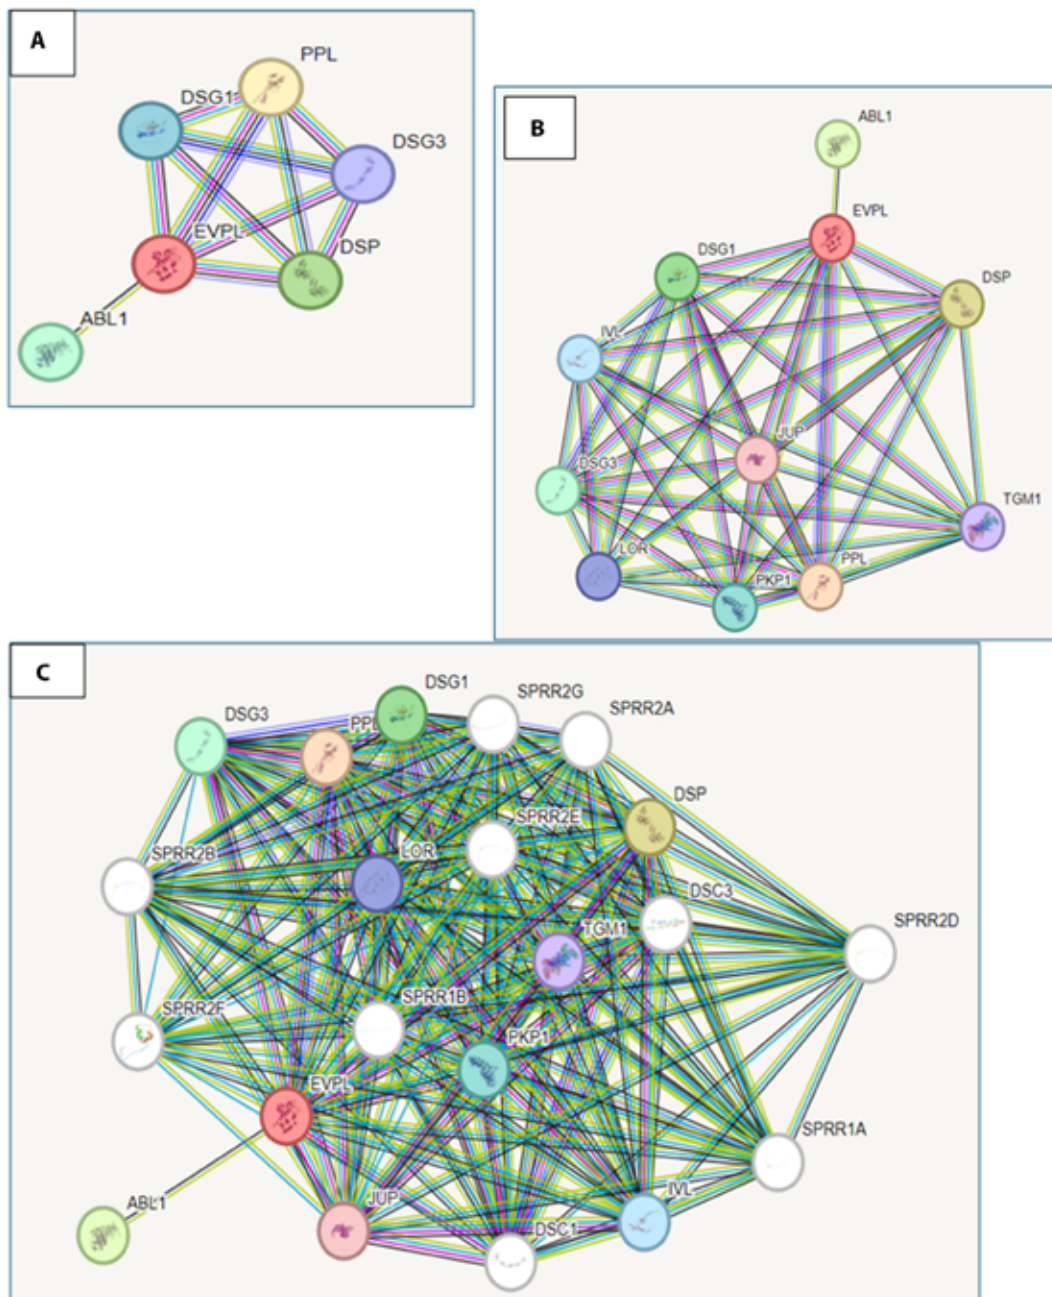 A
PPL
DSG1
DSG3
EVPL
DSP
ABL1
B
ABL1
EVPL
DSG1
DSP
IVL
JUP
DSG3
TGM1
LOR
PKP1
PPL
C
DSG1
SPRR2G
SPRR2A
DSG3
PPL
DSP
SPRR2E
LOR
SPRR2B
DSC3
SPRR2D
TGM1
SPRR1B
SPRR2F
PKP1
EVPL
SPRR1A
JUP
IVL
ABL1
DSC1